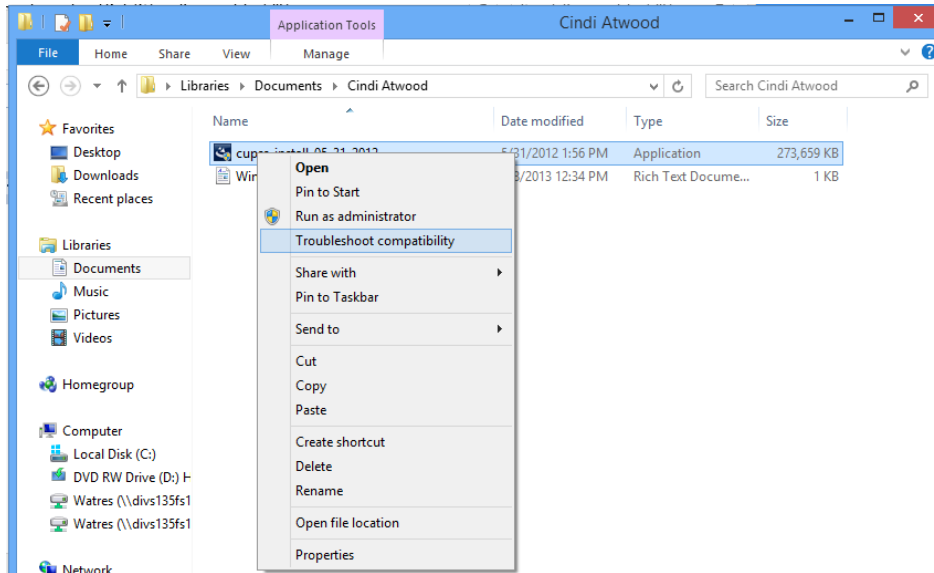 Application Tools
Cindi Atwood
File Home Share View Manage
Libraries Documents Cindi Atwood
Search Cindi Atwood
Name Date modified Type Size
Favorites
Desktop
Downloads
Recent places
Libraries
Documents
Music
Pictures
Videos
Homegroup
Computer
Local Disk (C:)
DVD RW Drive (D:) H
Watres (\\divs135fs1
Watres (\\divs135fs1
Network
/31/2012 1:56 PM Application 273,659 KB
Win /2013 12:34 PM Rich Text Docume... 1 KB
Open
Pin to Start
Run as administrator
Troubleshoot compatibility
Share with
Pin to Taskbar
Send to
Cut
Copy
Paste
Create shortcut
Delete
Rename
Open file location
Properties